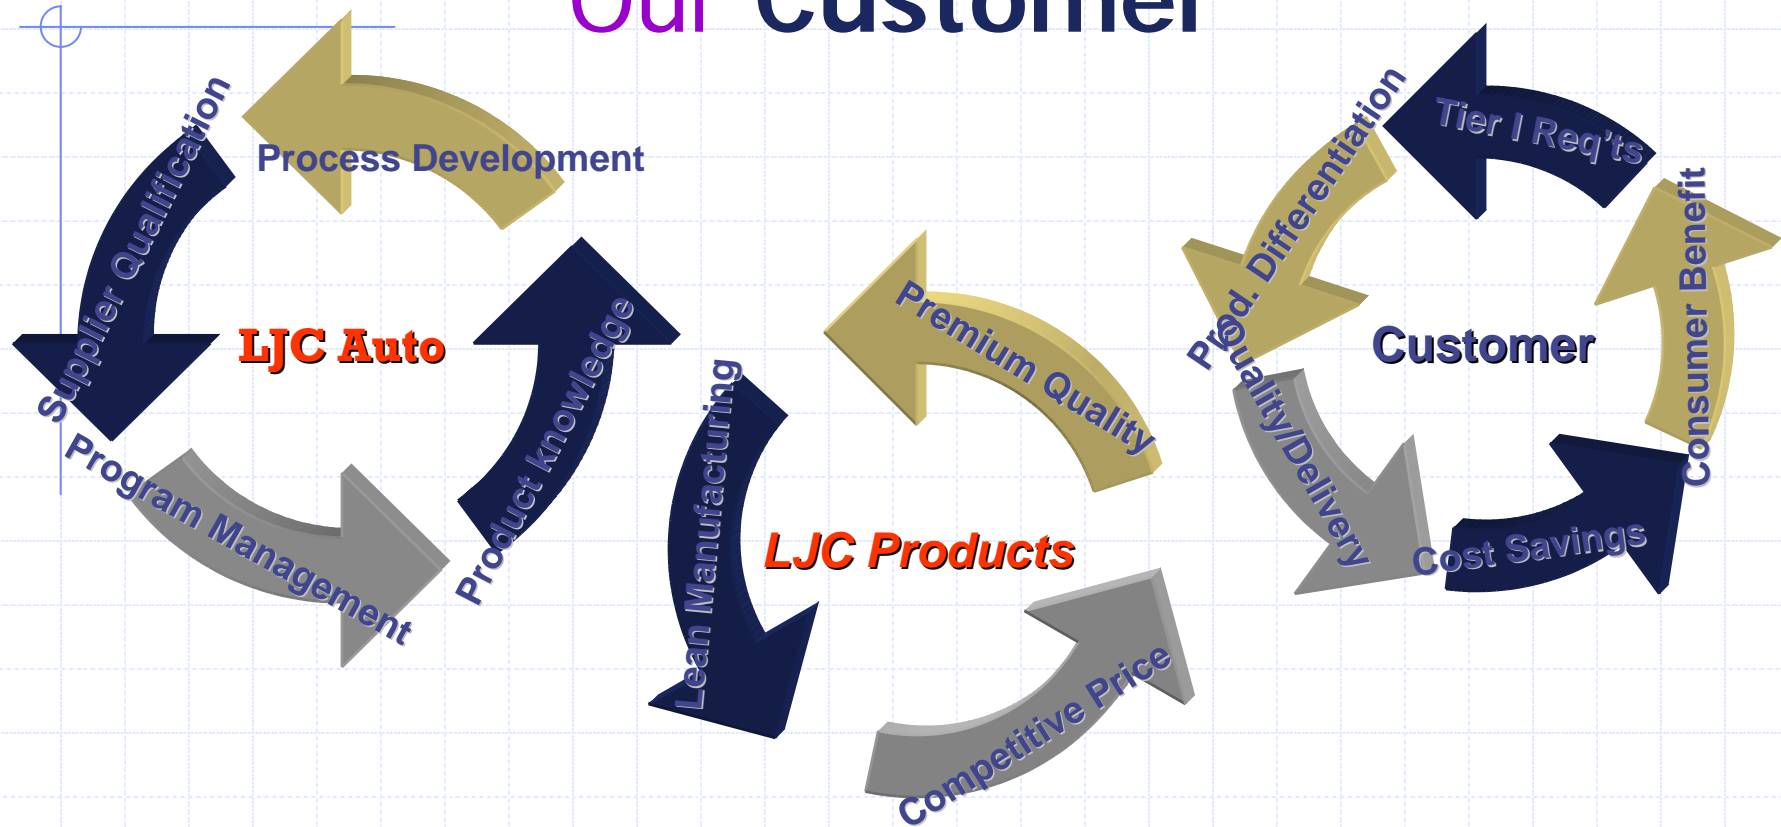 Our Customer
Process Development
Supplier Qualification
LJC Auto
Program Management
Product knowledge
Lean Manufacturing
Premium Quality
LJC Products
Competitive Price
Tier I Req'ts
Prod. Differentiation
Customer
Consumer Benefit
Quality/Delivery
Cost Savings